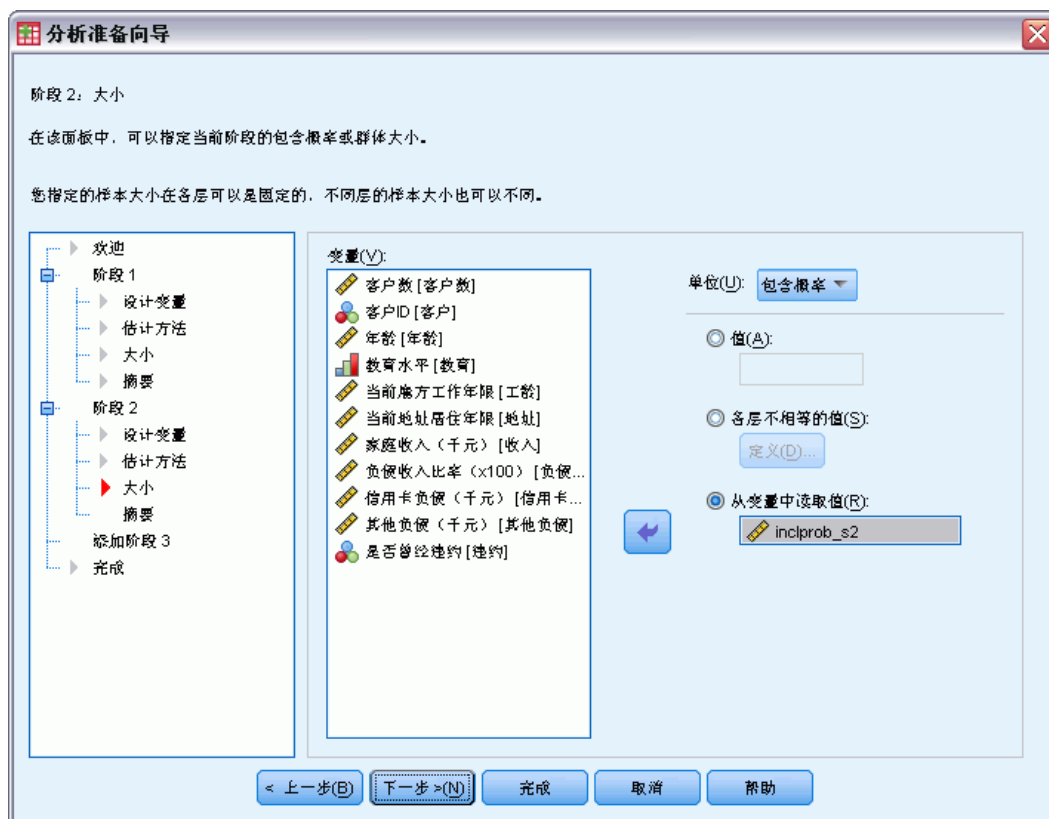 分析准备向导
阶段 2：大小
在该面板中，可以指定当前阶段的包含概率或群体大小。
您指定的样本大小在各层可以是固定的，不同层的样本大小也可以不同。
欢迎
阶段 1
设计变量
估计方法
大小
摘要
阶段 2
设计变量
估计方法
大小
摘要
添加阶段 3
完成
变量(V):
客户数 [客户数]
客户ID [客户]
年龄 [年龄]
教育水平 [教育]
当前雇方工作年限 [工龄]
当前地址居住年限 [地址]
家庭收入（千元） [收入]
负债收入比率（x100） [负债...
信用卡负债（千元） [信用卡...
其他负债（千元） [其他负债]
是否曾经违约 [违约]
单位(U): 包含概率
值(A):
各层不相等的值(S):
定义(D)...
从变量中读取值(R):
inclprob_s2
< 上一步(B) 下一步 >(N) 完成 取消 帮助